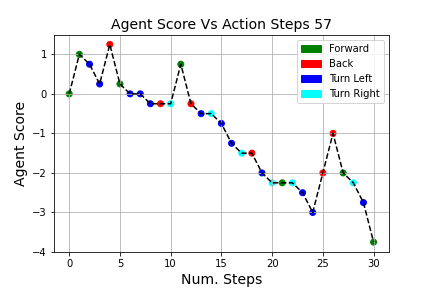 Agent Score Vs Action Steps 57
Forward
Back
Turn Left
Turn Right
1
0
−1
−2
−3
−4
Agent Score
0 5 10 15 20 25 30
Num. Steps